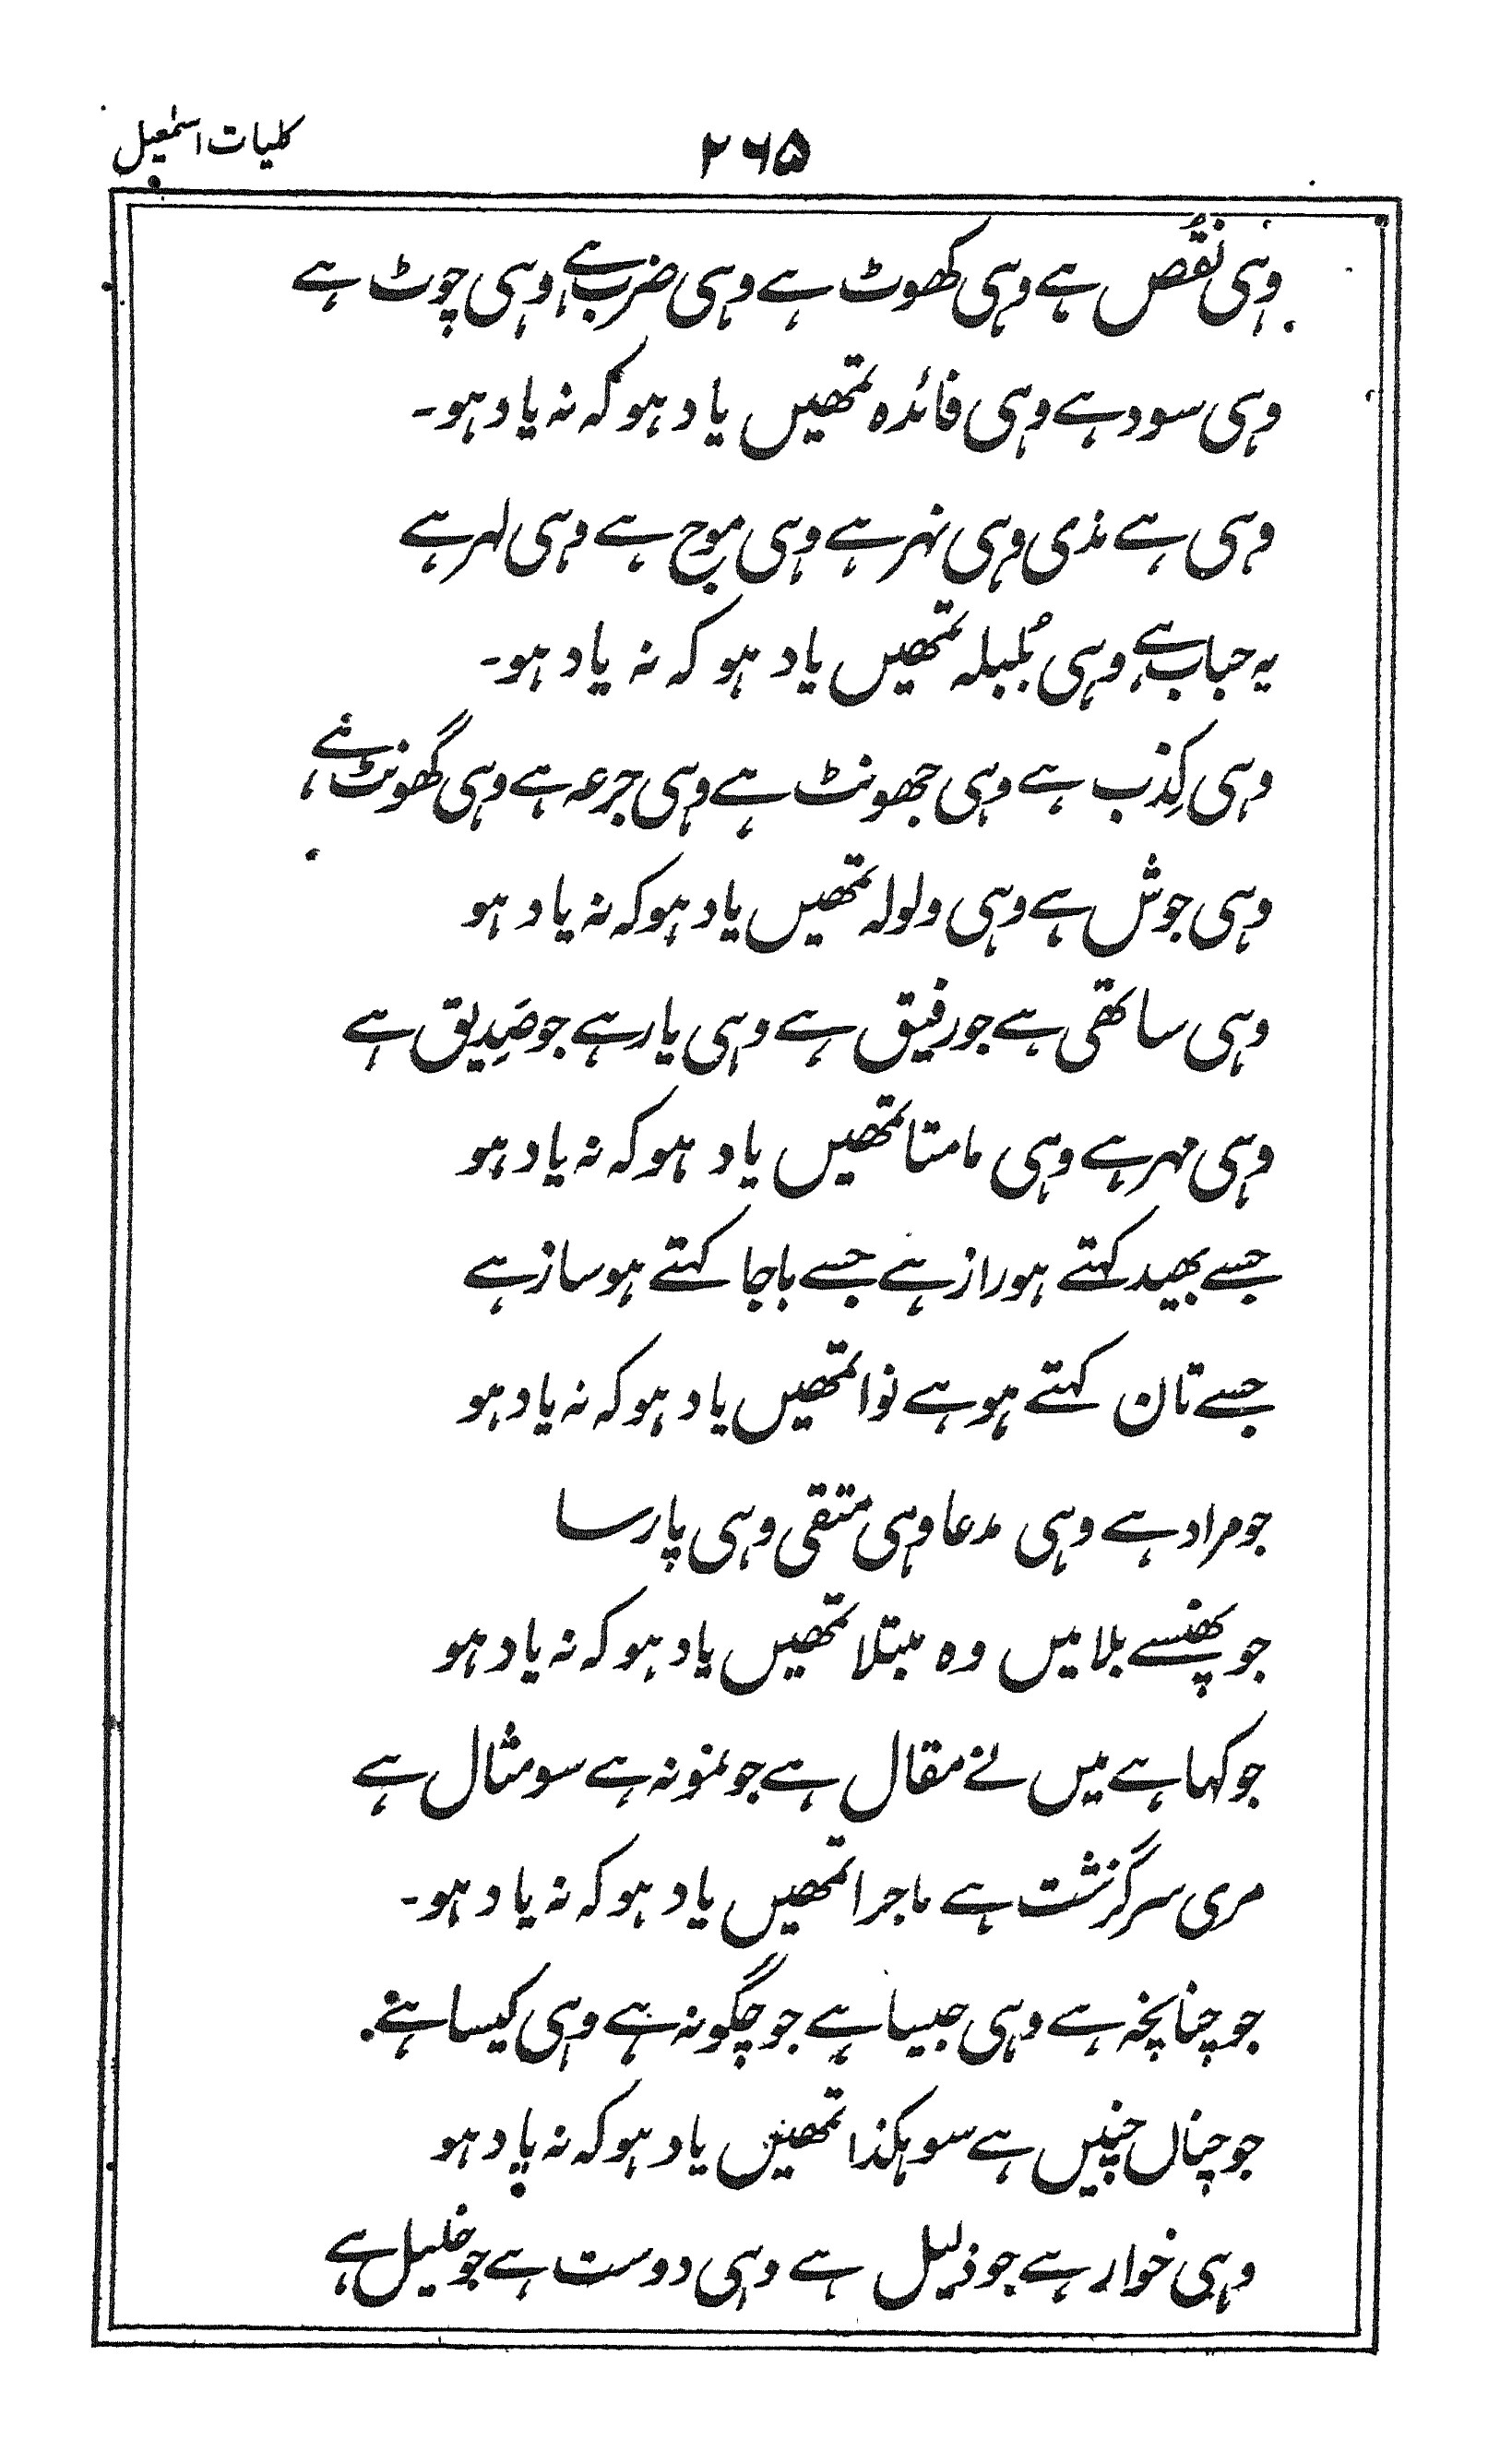 کلیات اسمٰعیل
۲۶۵
وہی نقُص ہے وہی کھوٹ ہے وہی ضرب ہے وہی چوٹ ہے
وہی سود ہے وہی فائدہ تمھیں یاد ہو کہ نہ یاد ہو۔
وہی ہے ندی وہی نہر ہے وہی موج ہے وہی لہر ہے
یہ حباب ہے وہی بُلبلہ تمھیں یاد ہو کہ نہ یاد ہو۔
وہی کِذب ہے وہی جھونٹ ہے وہی جرعہ ہے وہی گھونٹ ہے
وہی جوش ہے وہی ولولہ تمھیں یاد ہو کہ نہ یاد ہو
وہی ساتھی ہے جو رفیق ہے وہی یار ہے جو صَدِیق ہے
وہی مہر ہے وہی مامتا تمھیں یاد ہو کہ نہ یاد ہو
جسے بھید کہتے ہو راز ہے جسے باجا کہتے ہو ساز ہے
جسے تان کہتے ہو ہے نوا تمھیں یاد ہو کہ نہ یاد ہو
جو مراد ہے وہی مدعا وہی متقی وہی پارسا
جو پھنسے بلا میں وہ مبتلا تمھیں یاد ہو کہ نہ یاد ہو
جو کہا ہے میں نے مقال ہے جو نمونہ ہے سو مثال ہے
مری سرگزشت ہے ماجرا تمھیں یاد ہو کہ نہ یاد ہو۔
جو چنانچہ ہے وہی جیسا ہے جو چگونہ ہے وہی کیسا ہے
جو چناں چنیں ہے سو ہکذا تمھیں یاد ہو کہ نہ یاد ہو
وہی خوار ہے جو ذلیل ہے وہی دوست ہے جو خلیل ہے